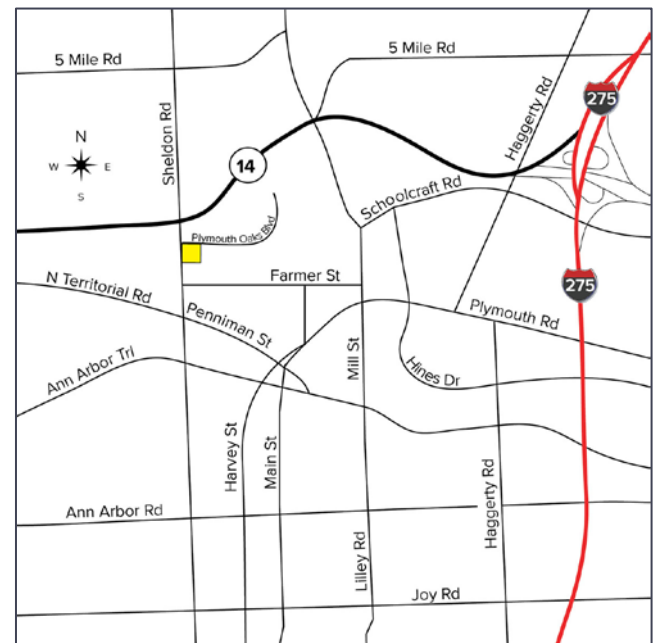 5 Mile Rd
5 Mile Rd
275
Haggerty Rd
Sheldon Rd
N
W
E
S
14
Schoolcraft Rd
Plymouth Oaks Blvd
Farmer St
275
N Territorial Rd
Penniman St
Plymouth Rd
Mill St
Ann Arbor Trl
Hines Dr
Harvey St
Main St
Haggerty Rd
Ann Arbor Rd
Lilley Rd
Joy Rd